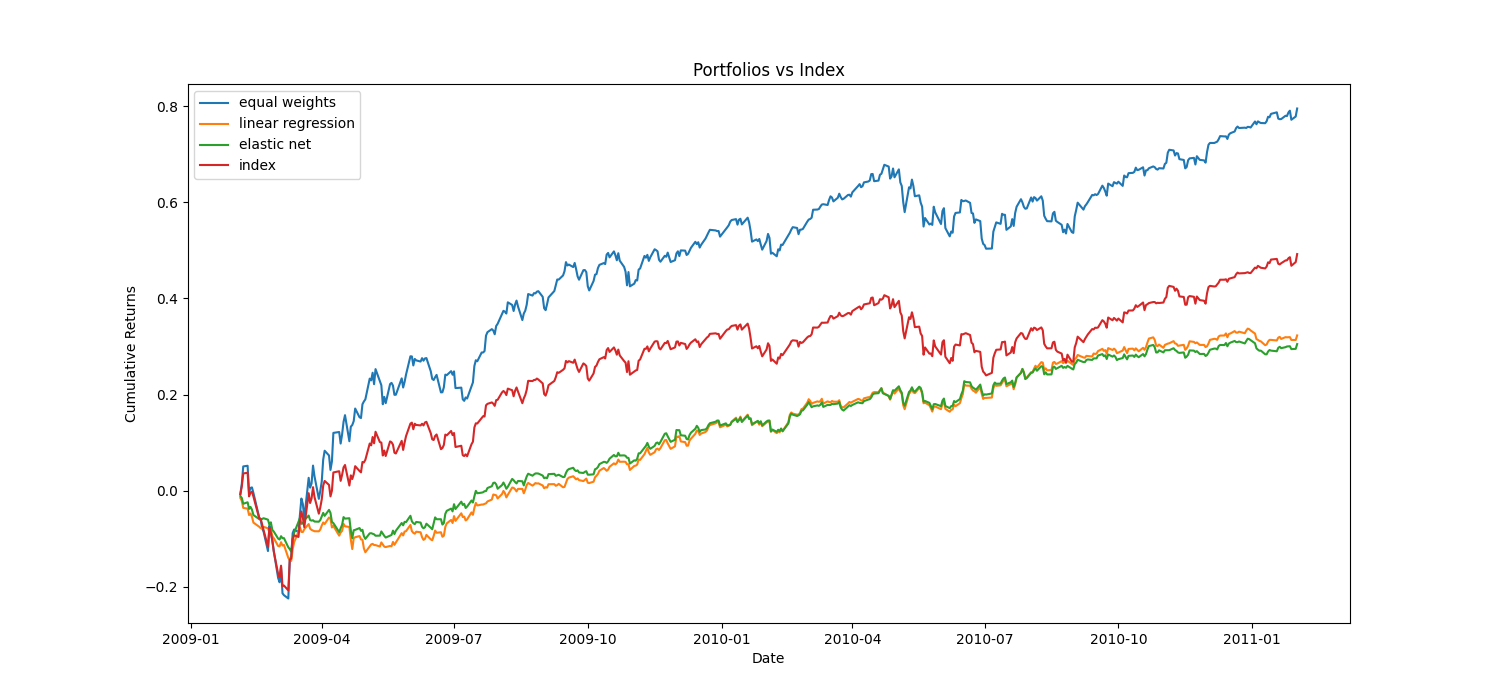 Portfolios vs Index
equal weights
linear regression
elastic net
index
Cumulative Returns
0.8
0.6
0.4
0.2
0.0
−0.2
2009-01
2009-04
2009-07
2009-10
2010-01
2010-04
2010-07
2010-10
2011-01
Date